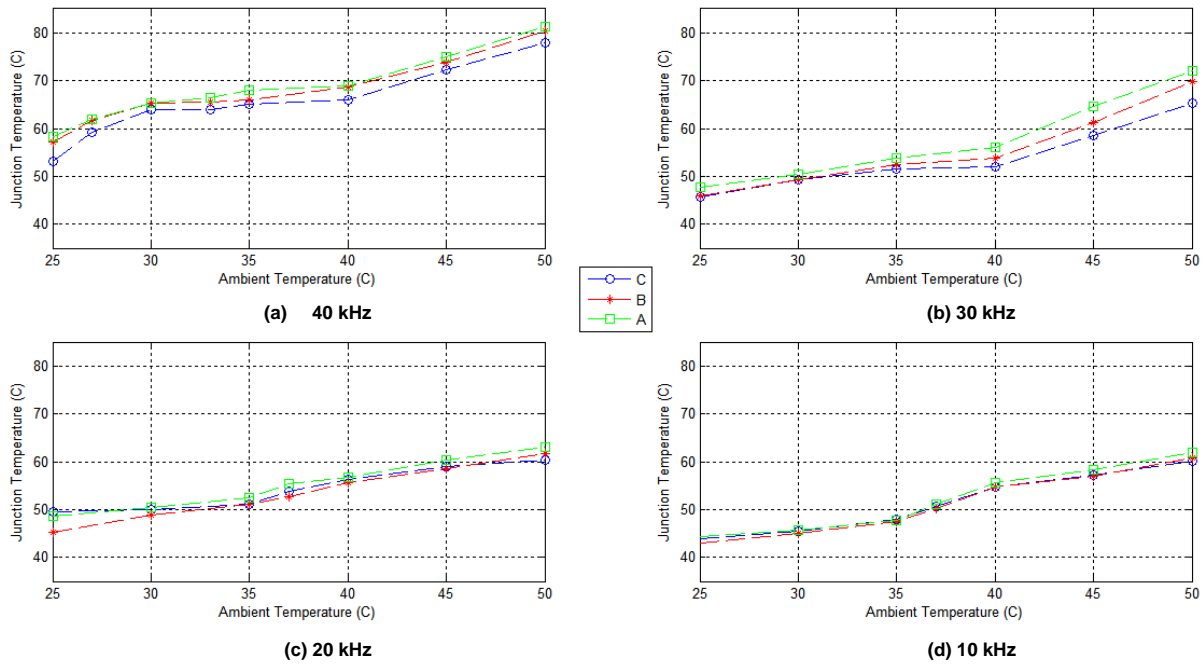 Junction Temperature (C)
80
70
60
50
40
25 30 35 40 45 50
Ambient Temperature (C)
(a) 40 kHz
Junction Temperature (C)
80
70
60
50
40
25 30 35 40 45 50
Ambient Temperature (C)
(b) 30 kHz
C
B
A
Junction Temperature (C)
80
70
60
50
40
25 30 35 40 45 50
Ambient Temperature (C)
(c) 20 kHz
Junction Temperature (C)
80
70
60
50
40
25 30 35 40 45 50
Ambient Temperature (C)
(d) 10 kHz